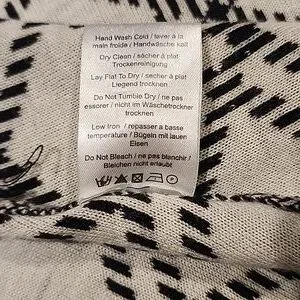 Hand Wash Cold / laver à la
main froide / Handwäsche kalt
Dry Clean / sécher à plat
Trockenreinigung
Lay Flat To Dry / sécher à plat
Liegend trocknen
Do Not Tumble Dry / ne pas
essorer / nicht im Wäschetrockner
trocknen
Low Iron / repasser a basse
temperature / Bügeln mit lauen
Eisen
Do Not Bleach / ne pas blanchir /
Bleichen nicht erlaubt